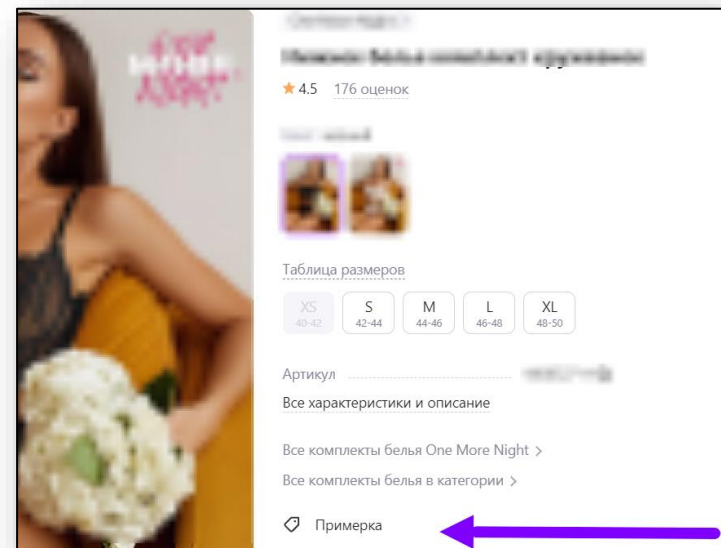 4.5 176 оценок
Таблица размеров
XS S M L XL
40-42 42-44 44-46 46-48 48-50
Артикул
Все характеристики и описание
Все комплекты белья One More Night >
Все комплекты белья в категории >
Примерка